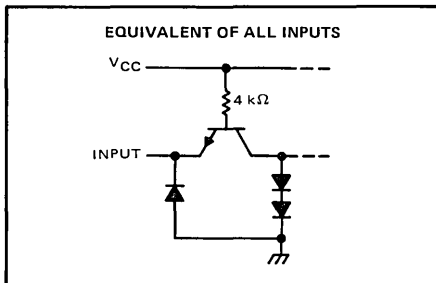 EQUIVALENT OF ALL INPUTS
VCC
4 kΩ
INPUT